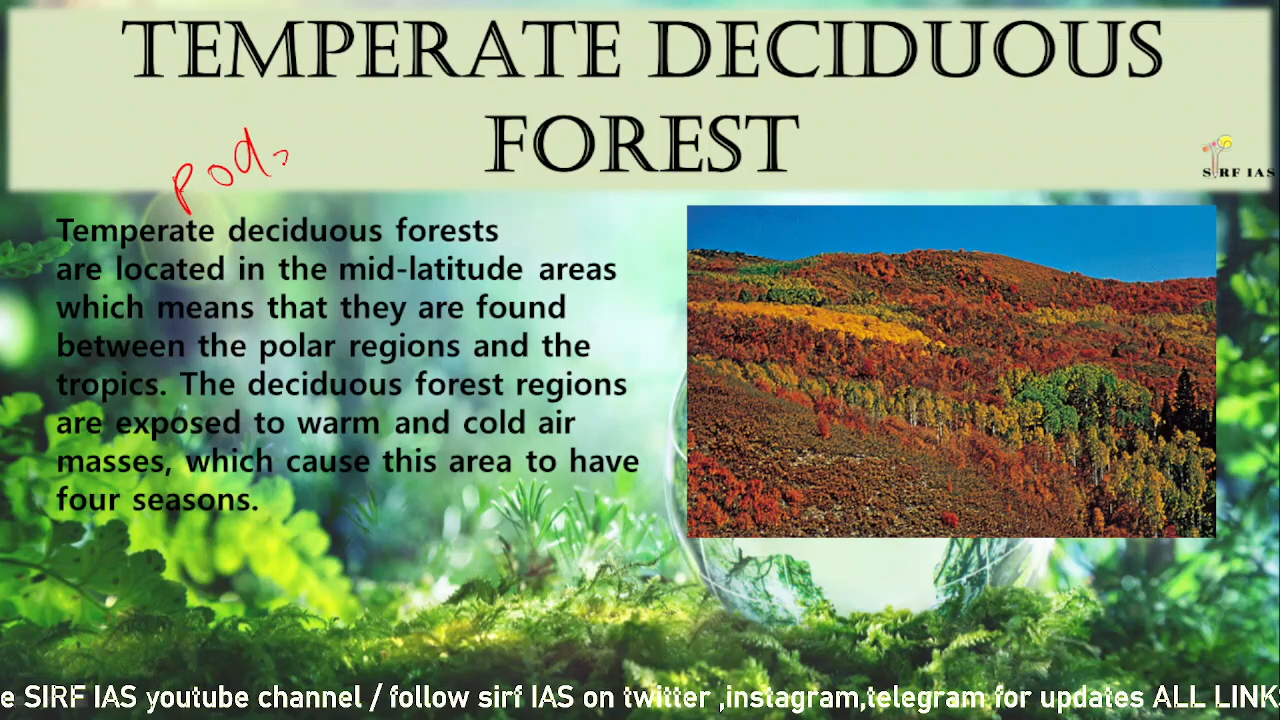 TEMPERATE DECIDUOUS
FOREST
Pod,
SIRF IAS
Temperate deciduous forests
are located in the mid-latitude areas
which means that they are found
between the polar regions and the
tropics. The deciduous forest regions
are exposed to warm and cold air
masses, which cause this area to have
four seasons.
e SIRF IAS youtube channel / follow sirf IAS on twitter ,instagram,telegram for updates ALL LINK